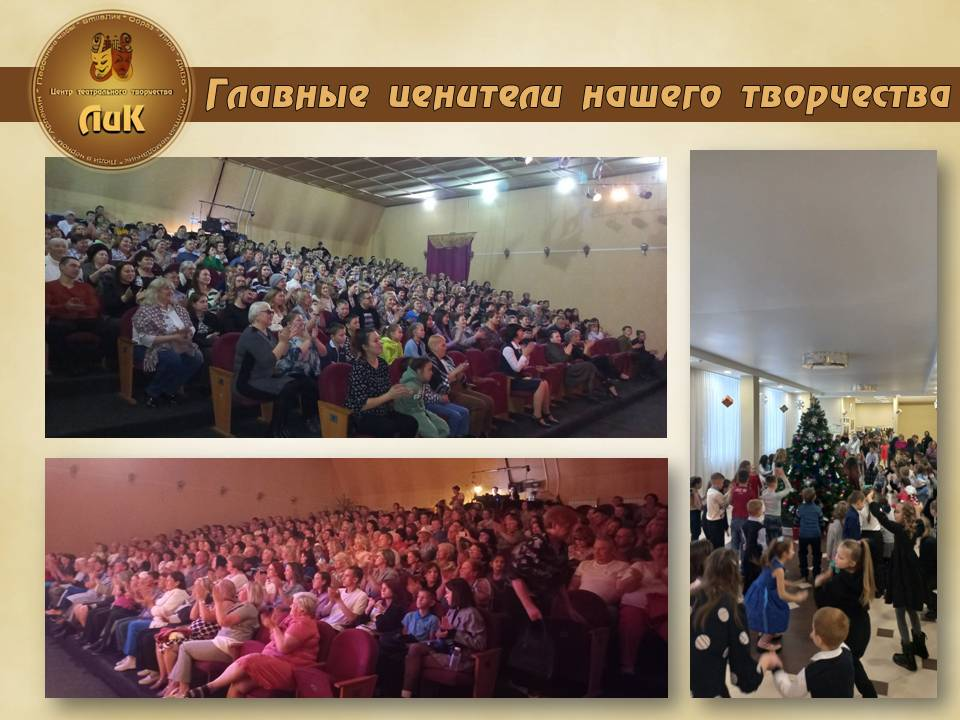 Центр театрального творчества
ЛиК
Главные ценители нашего творчества